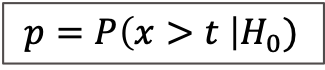 p = P(x > t |H₀)